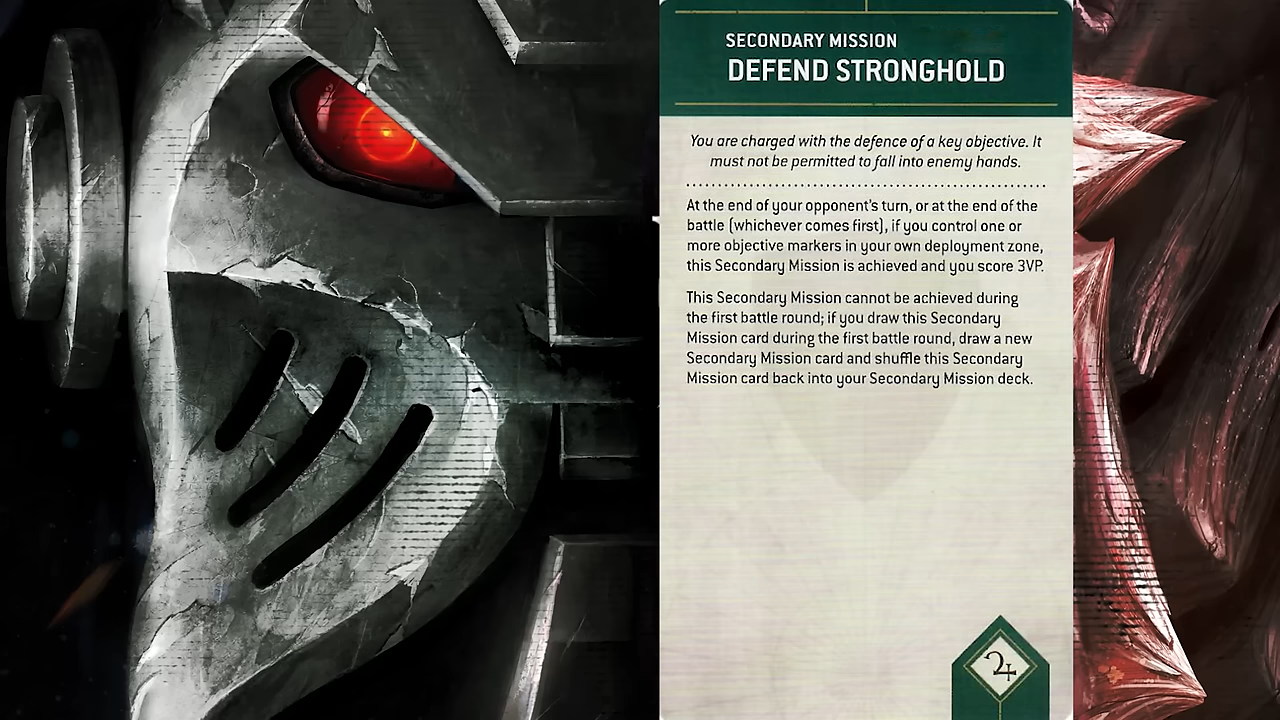 SECONDARY MISSION
DEFEND STRONGHOLD
You are charged with the defence of a key objective. It
must not be permitted to fall into enemy hands.
At the end of your opponent's turn, or at the end of the
battle (whichever comes first), if you control one or
more objective markers in your own deployment zone,
this Secondary Mission is achieved and you score 3VP.
This Secondary Mission cannot be achieved during
the first battle round; if you draw this Secondary
Mission card during the first battle round, draw a new
Secondary Mission card and shuffle this Secondary
Mission card back into your Secondary Mission deck.